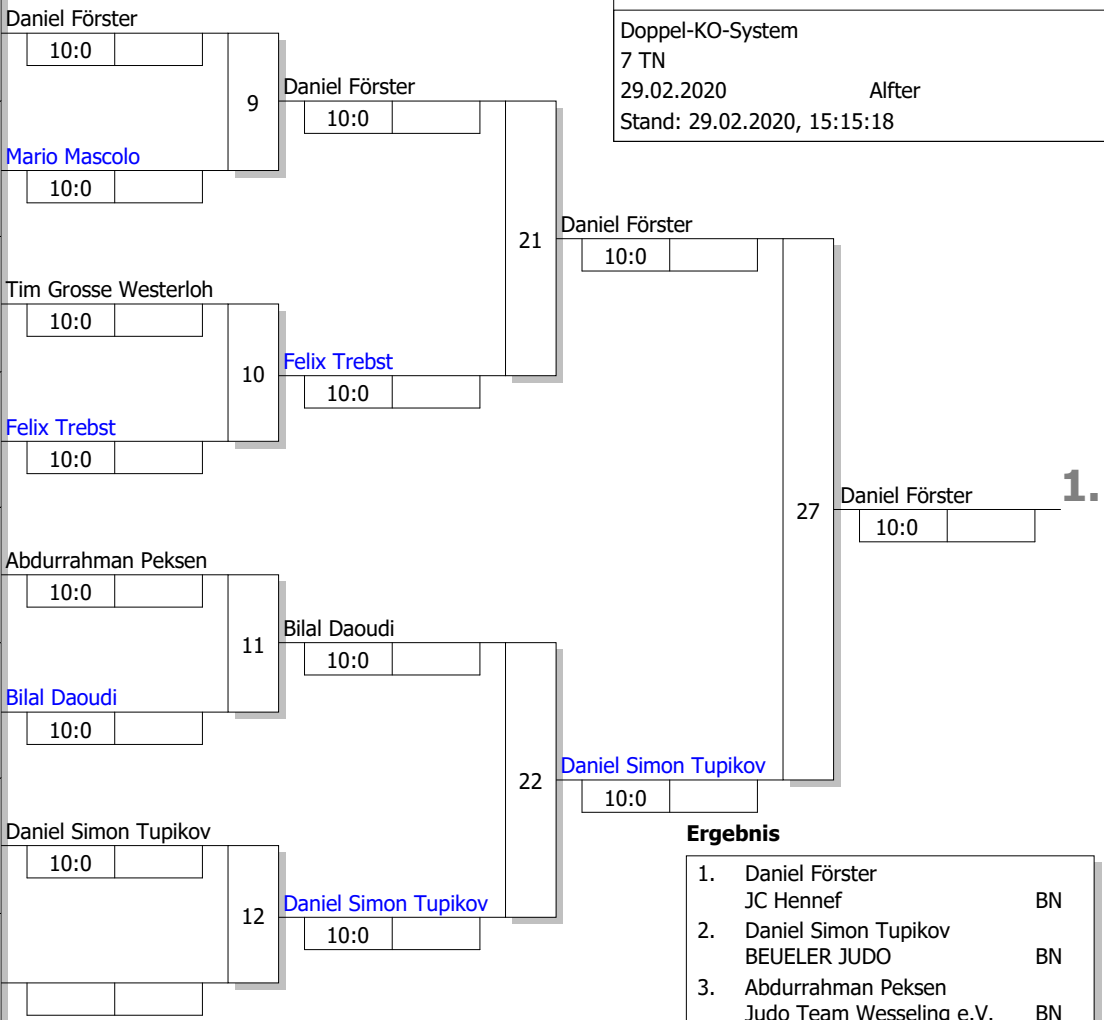 Doppel-KO-System
7 TN
29.02.2020 Alfter
Stand: 29.02.2020, 15:15:18
Daniel Förster
10:0
9
Mario Mascolo
10:0
Tim Grosse Westerloh
10:0
10
Felix Trebst
10:0
Abdurrahman Peksen
10:0
11
Bilal Daoudi
10:0
Daniel Simon Tupikov
10:0
12
Daniel Förster
10:0
21
Felix Trebst
10:0
Bilal Daoudi
10:0
22
Daniel Simon Tupikov
10:0
Daniel Förster
10:0
27
Daniel Simon Tupikov
10:0
Daniel Förster 1.
10:0
Ergebnis
1. Daniel Förster
JC Hennef BN
2. Daniel Simon Tupikov
BEUELER JUDO BN
3. Abdurrahman Peksen
Judo Team Wesseling e.V. BN